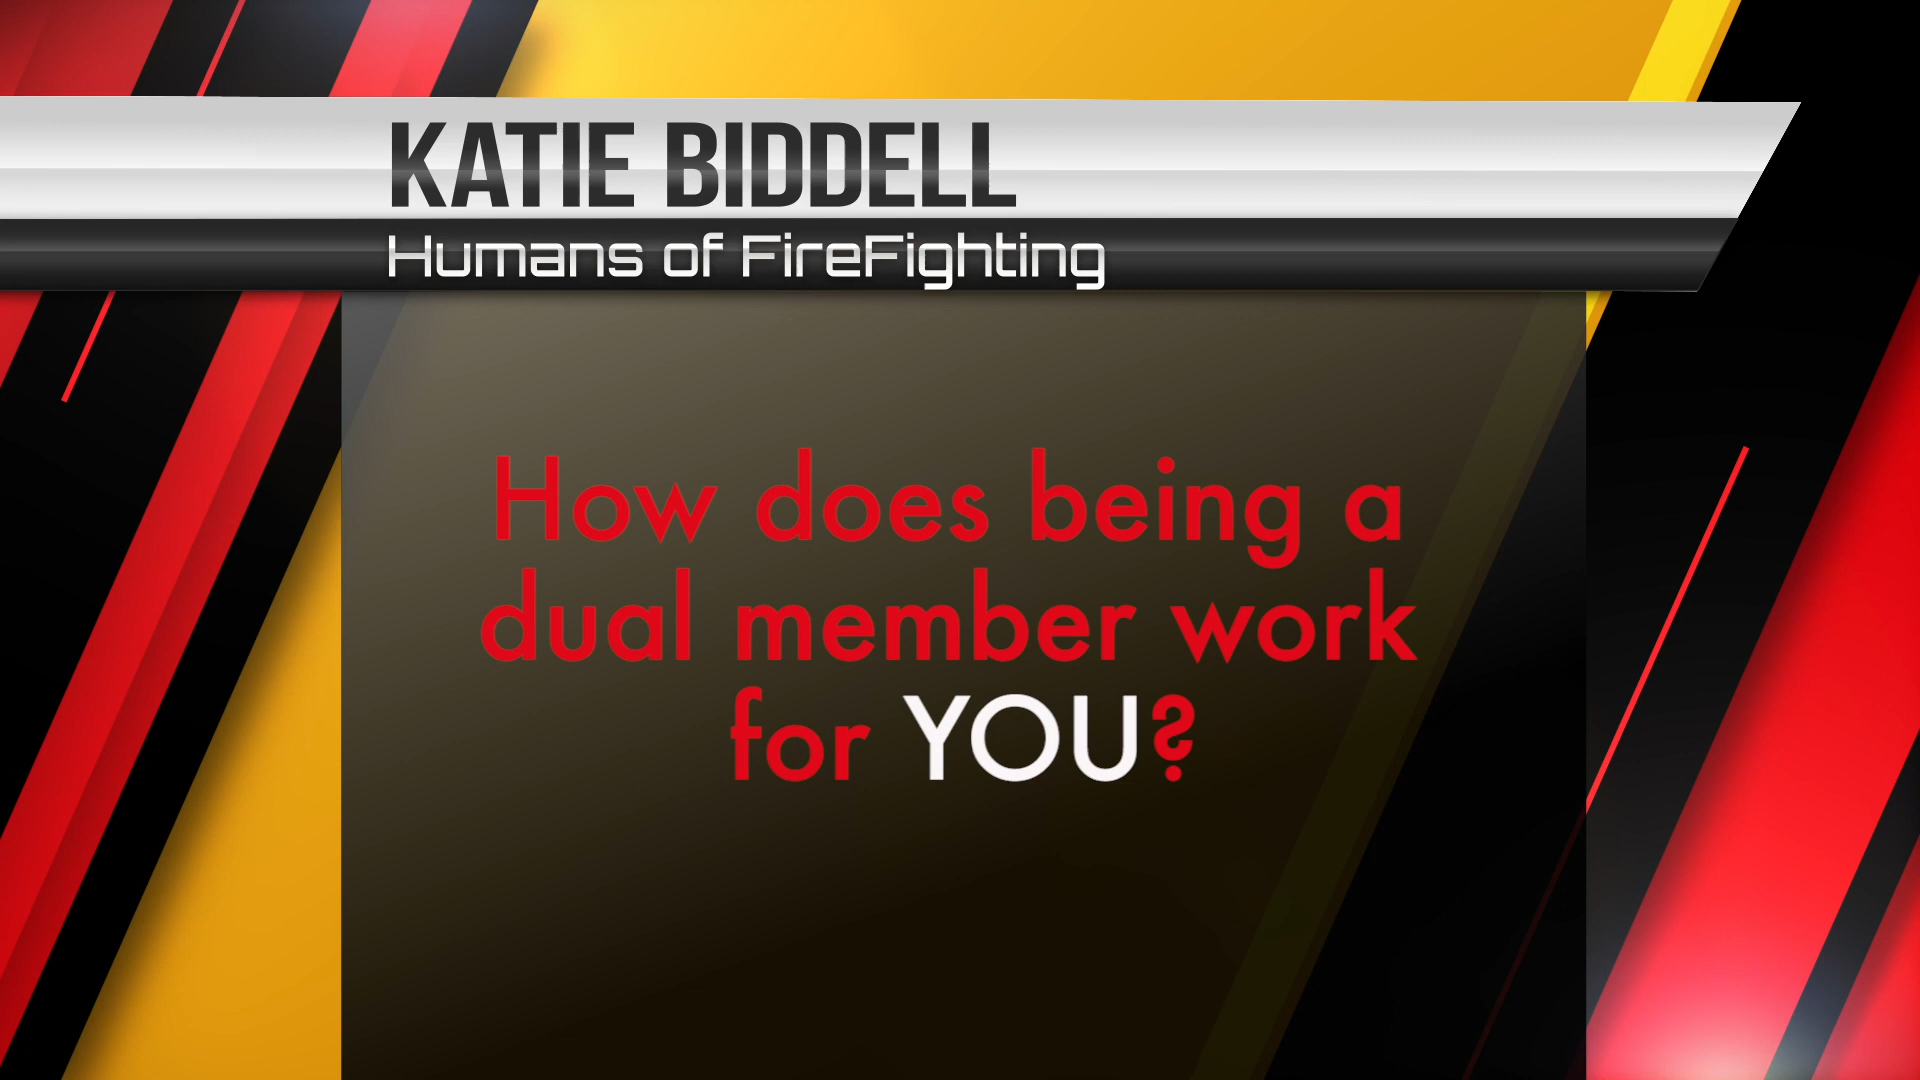 KATIE BIDDELL
Humans of FireFighting
How does being a
dual member work
for YOU?